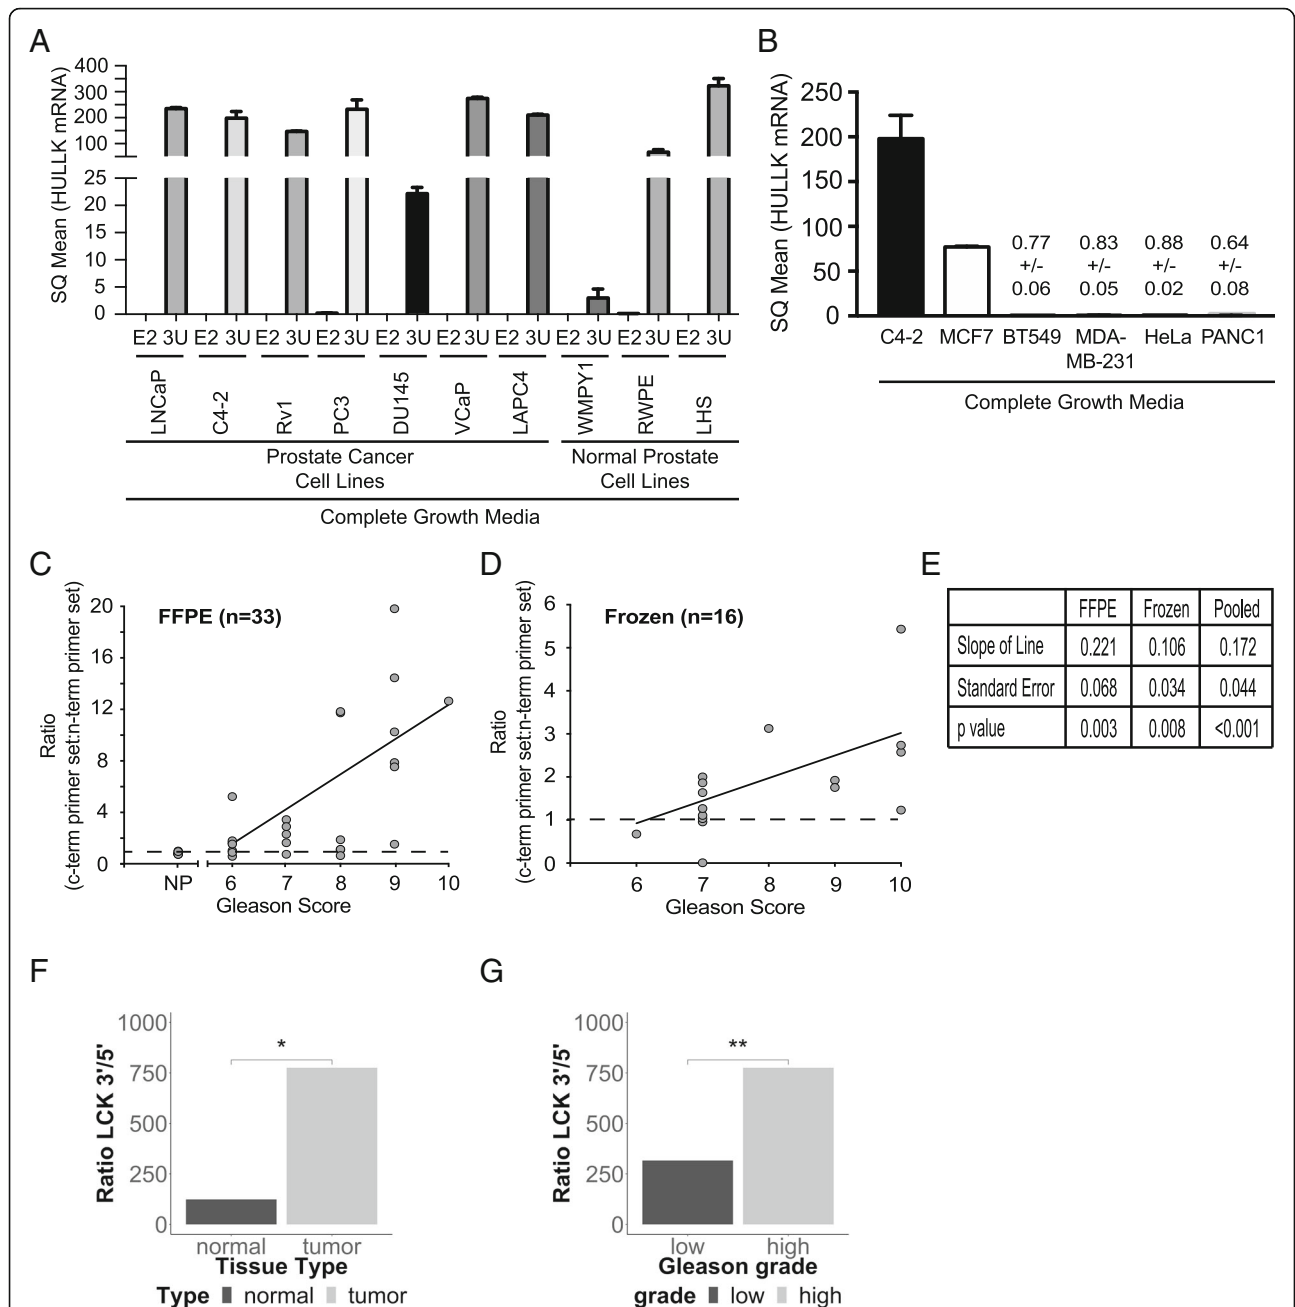 A
SQ Mean (HULLK mRNA)
400
300
200
100
25
20
15
10
5
0
E2 3U E2 3U E2 3U E2 3U E2 3U E2 3U E2 3U E2 3U E2 3U E2 3U
LNCaP
C4-2
Rv1
PC3
DU145
VCaP
LAPC4
WMPY1
RWPE
LHS
Prostate Cancer
Cell Lines
Normal Prostate
Cell Lines
Complete Growth Media
B
SQ Mean (HULLK mRNA)
250
200
150
100
50
0
0.77 0.83 0.88 0.64
+/- +/- +/- +/-
0.06 0.05 0.02 0.08
C4-2 MCF7 BT549 MDA- HeLa PANC1
MB-231
Complete Growth Media
C
Ratio
(c-term primer set:n-term primer set)
FFPE (n=33)
20
16
12
8
4
0
NP 6 7 8 9 10
Gleason Score
D
Ratio
(c-term primer set:n-term primer set)
Frozen (n=16)
6
5
4
3
2
1
0
6 7 8 9 10
Gleason Score
E
FFPE Frozen Pooled
Slope of Line 0.221 0.106 0.172
Standard Error 0.068 0.034 0.044
p value 0.003 0.008 <0.001
F
Ratio LCK 3'/5'
1000
750
500
250
0
*
normal tumor
Tissue Type
Type normal tumor
G
Ratio LCK 3'/5'
1000
750
500
250
0
**
low high
Gleason grade
grade low high